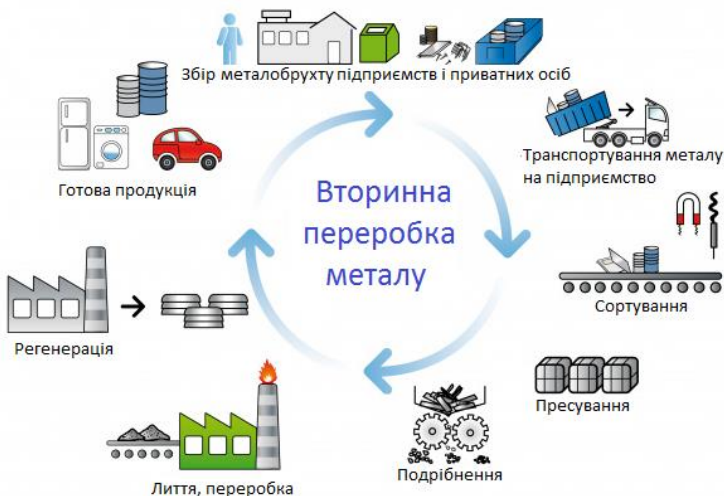 Збір металобрухту підприємств і приватних осіб
Транспортування металу
на підприємство
Сортування
Пресування
Подрібнення
Лиття, переробка
Регенерація
Готова продукція
Вторинна
переробка
металу